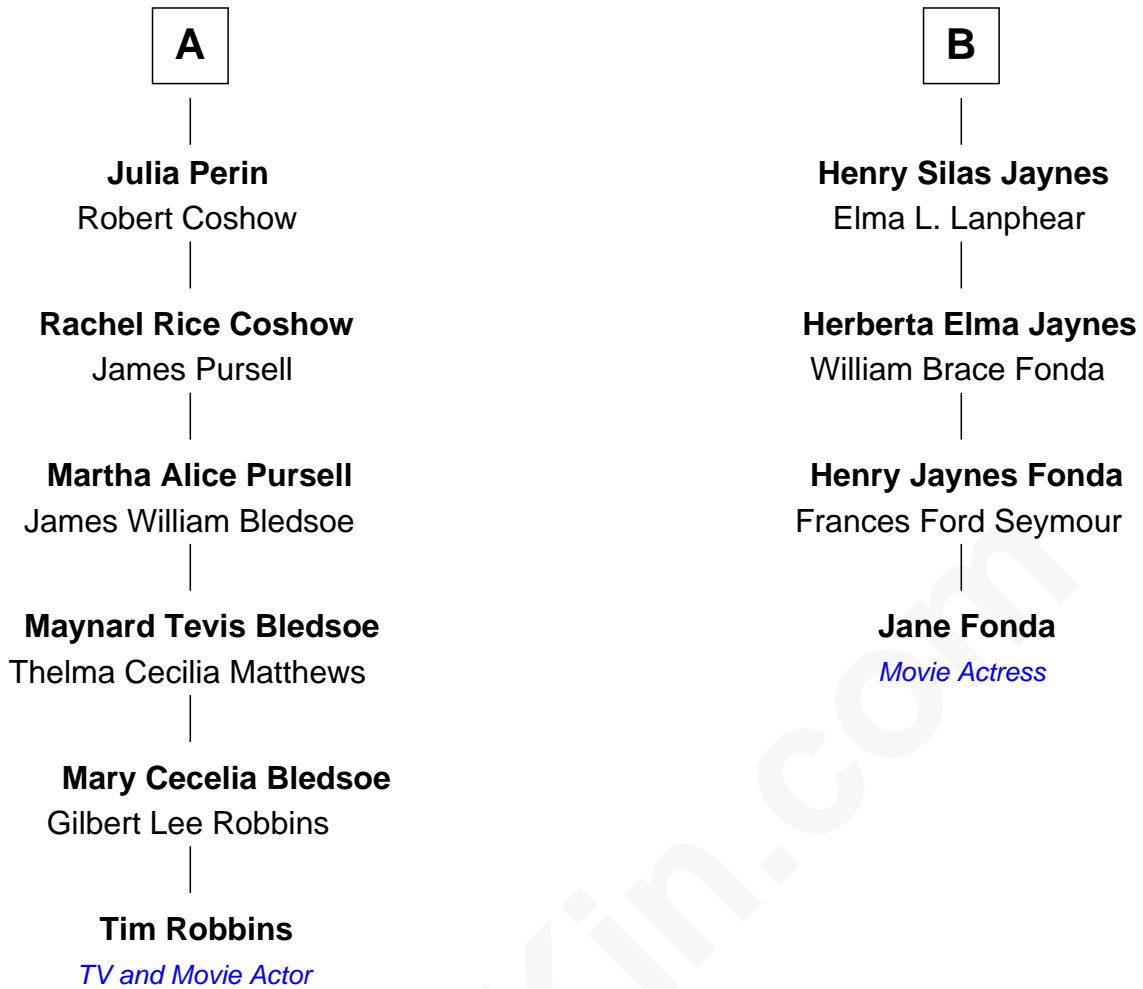 A
Julia Perin
Robert Coshow
Rachel Rice Coshow
James Pursell
Martha Alice Pursell
James William Bledsoe
Maynard Tevis Bledsoe
Thelma Cecilia Matthews
Mary Cecelia Bledsoe
Gilbert Lee Robbins
Tim Robbins
TV and Movie Actor
B
Henry Silas Jaynes
Elma L. Lanphear
Herberta Elma Jaynes
William Brace Fonda
Henry Jaynes Fonda
Frances Ford Seymour
Jane Fonda
Movie Actress